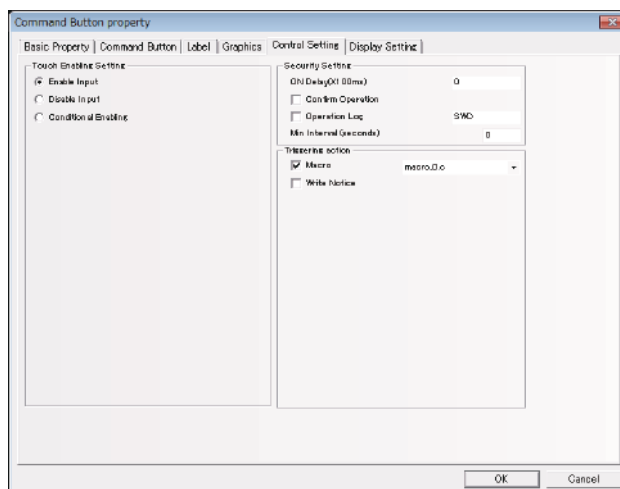 Command Button property
Basic Property Command Button Label Graphics Control Setting Display Setting
Touch Enabling Setting
Enable Input
Disable Input
Conditional Enabling
Security Setting
ON Delay(X100ms) 0
Confirm Operation
Operation Log SWD
Min Interval (seconds) 0
Triggering action
Macro macro_0.c
Write Notice
OK Cancel